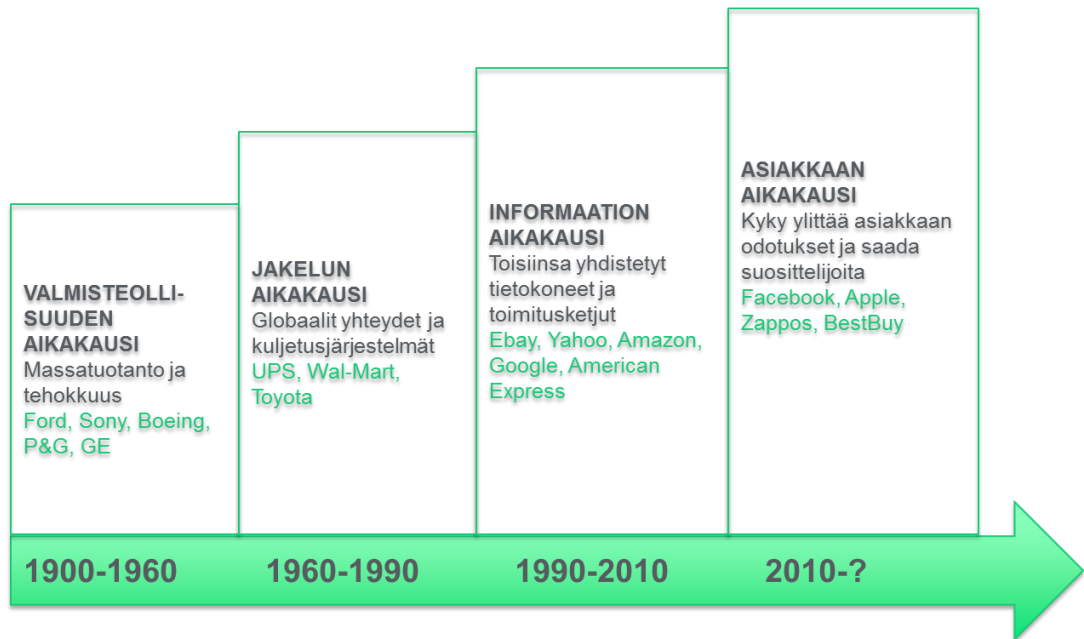 VALMISTEOLLI-
SUUDEN
AIKAKAUSI
Massatuotanto ja
tehokkuus
Ford, Sony, Boeing,
P&G, GE
JAKELUN
AIKAKAUSI
Globaalit yhteydet ja
kuljetusjärjestelmät
UPS, Wal-Mart,
Toyota
INFORMAATION
AIKAKAUSI
Toisiinsa yhdistetyt
tietokoneet ja
toimitusketjut
Ebay, Yahoo, Amazon,
Google, American
Express
ASIAKKAAN
AIKAKAUSI
Kyky ylittää asiakkaan
odotukset ja saada
suosittelijoita
Facebook, Apple,
Zappos, BestBuy
1900-1960
1960-1990
1990-2010
2010-?